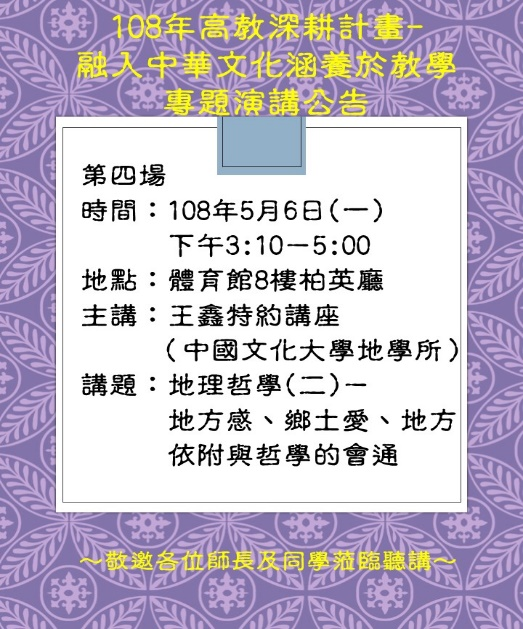 108年高教深耕計畫-
融入中華文化涵養於教學
專題演講公告
第四場
時間：108年5月6日(一)
下午3:10－5:00
地點：體育館8樓柏英廳
主講：王鑫特約講座
（中國文化大學地學所）
講題：地理哲學(二)－
地方感、鄉土愛、地方
依附與哲學的會通
～敬邀各位師長及同學蒞臨聽講～